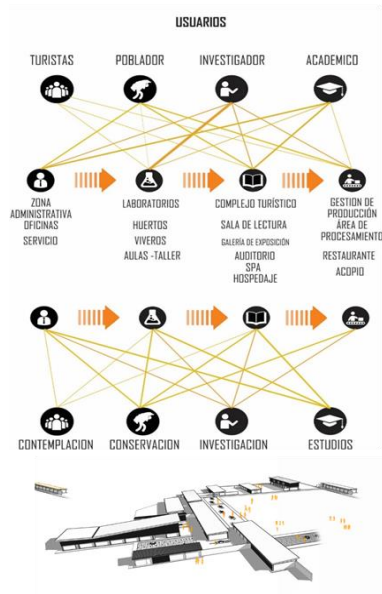 USUARIOS
TURISTAS POBLADOR INVESTIGADOR ACADEMICO
ZONA
ADMINISTRATIVA
OFICINAS
SERVICIO
LABORATORIOS
HUERTOS
VIVEROS
AULAS -TALLER
COMPLEJO TURÍSTICO
SALA DE LECTURA
GALERÍA DE EXPOSICIÓN
AUDITORIO
SPA
HOSPEDAJE
GESTION DE
PRODUCCIÓN
ÁREA DE
PROCESAMIENTO
RESTAURANTE
ACOPIO
CONTEMPLACION CONSERVACION INVESTIGACION ESTUDIOS